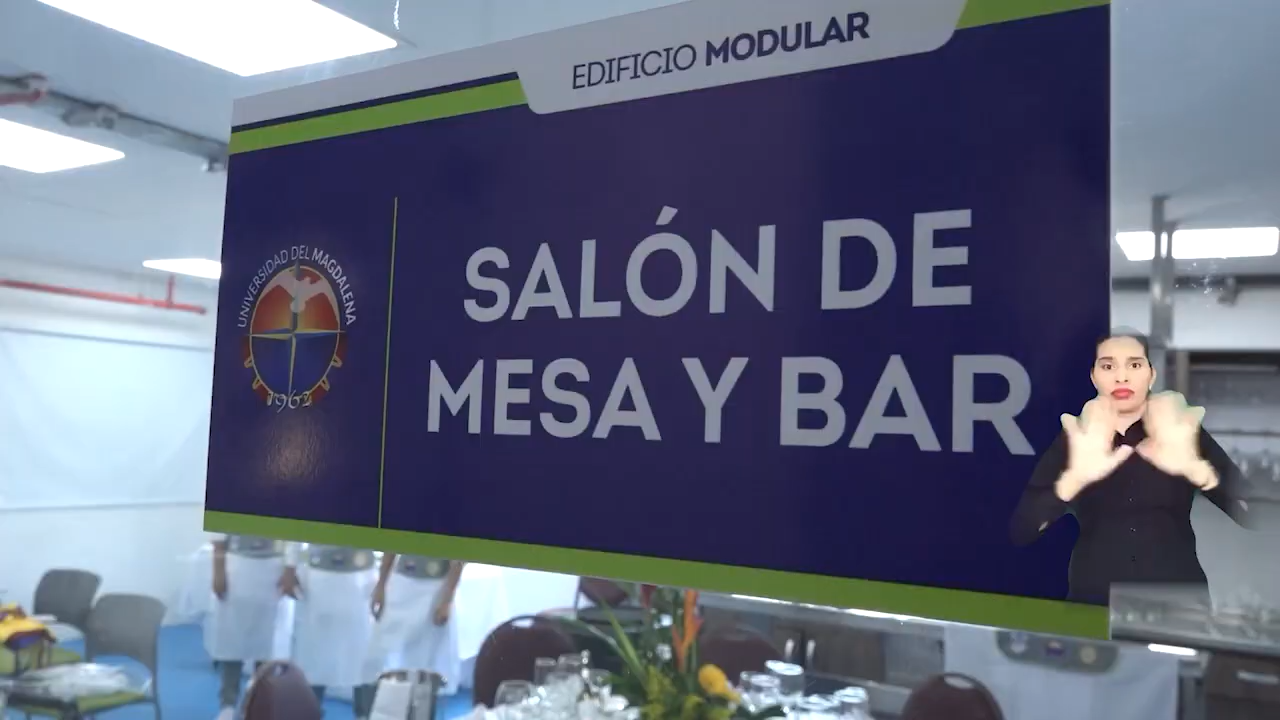 EDIFICIO MODULAR
UNIVERSIDAD DEL MAGDALENA
1962
SALÓN DE
MESA Y BAR